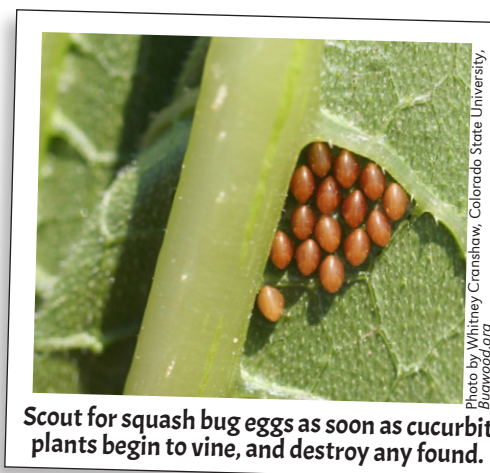 Photo by Whitney Cranshaw, Colorado State University,
Bugwood.org
Scout for squash bug eggs as soon as cucurbit
plants begin to vine, and destroy any found.